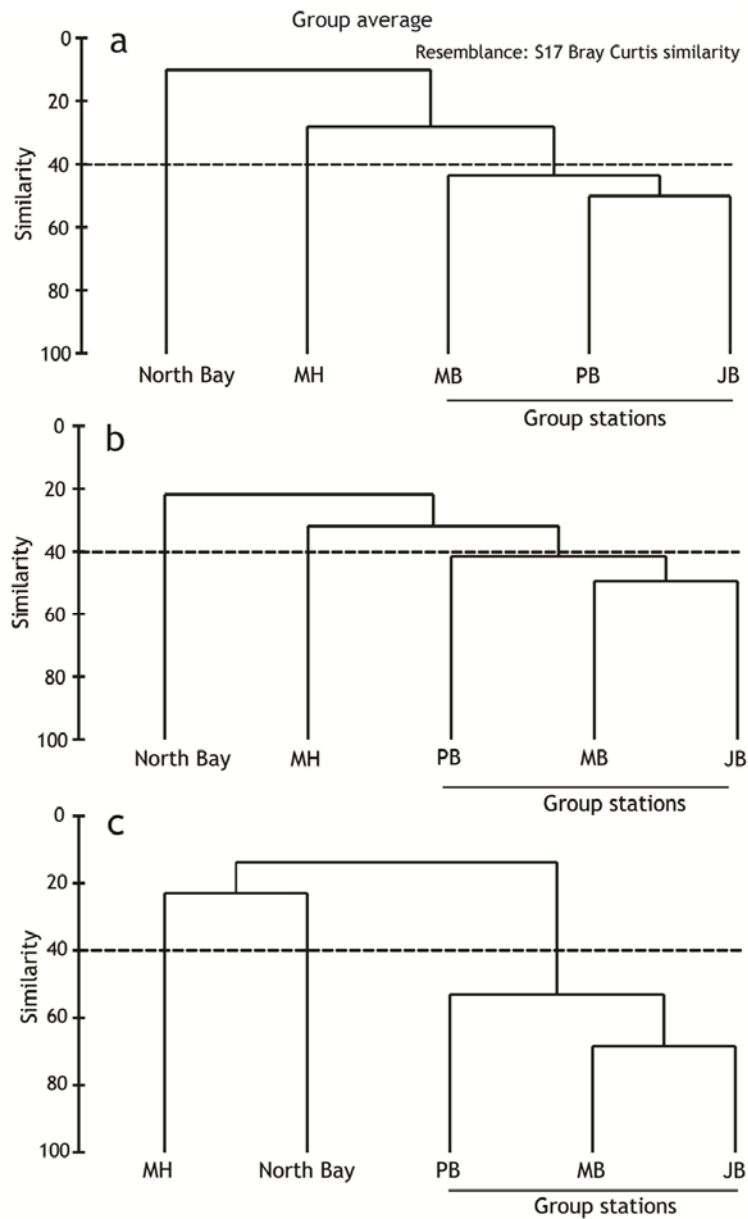 Group average
a
Resemblance: S17 Bray Curtis similarity
0
20
40
60
80
100
Similarity
North Bay MH MB PB JB
Group stations
b
0
20
40
60
80
100
Similarity
North Bay MH PB MB JB
Group stations
c
0
20
40
60
80
100
Similarity
MH North Bay PB MB JB
Group stations